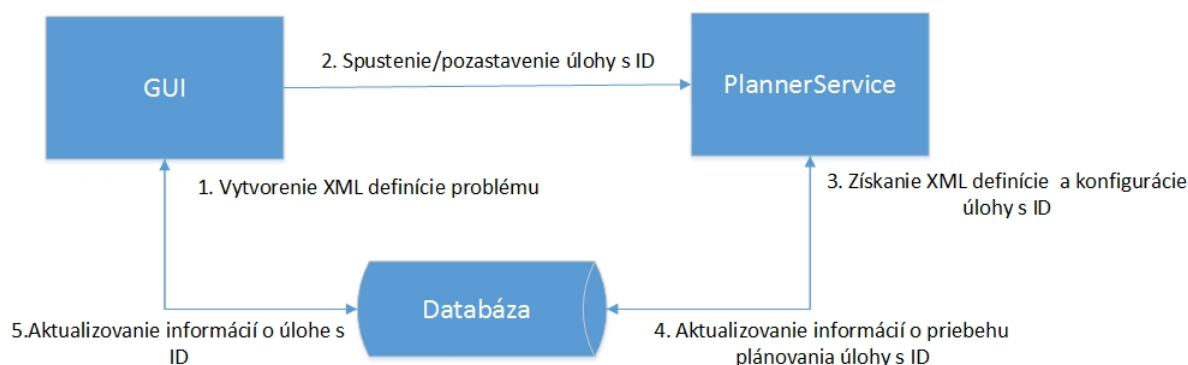 GUI
2. Spustenie/pozastavenie úlohy s ID
PlannerService
1. Vytvorenie XML definície problému
3. Získanie XML definície a konfigurácie
úlohy s ID
Databáza
5.Aktualizovanie informácií o úlohe s
ID
4. Aktualizovanie informácií o priebehu
plánovania úlohy s ID